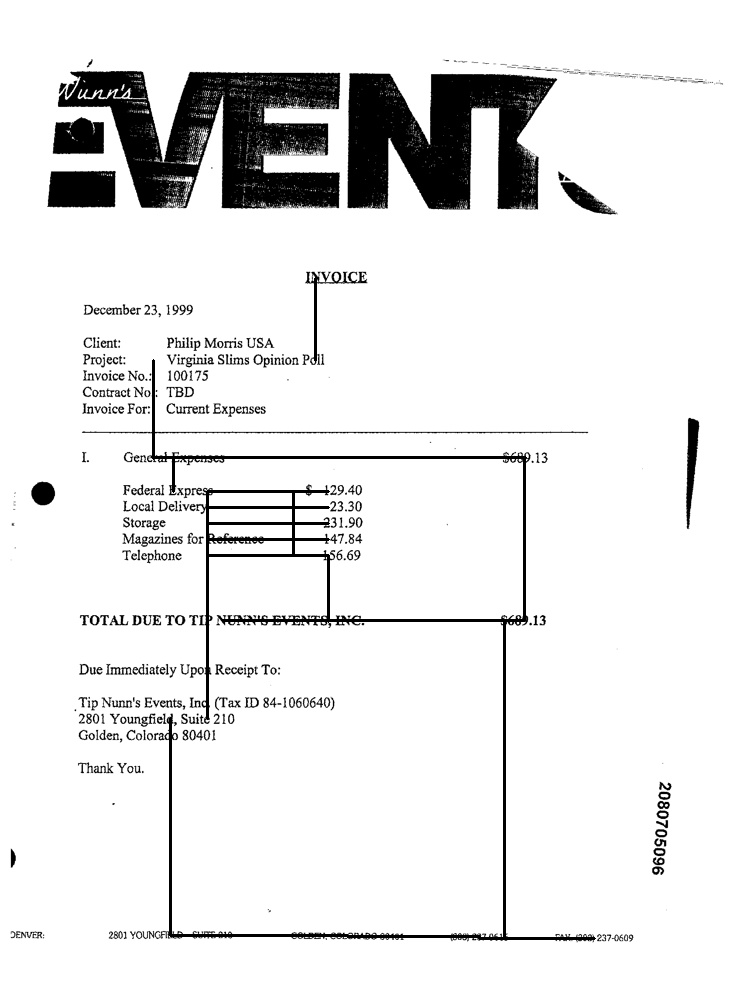 Nunn's
EVENTS
INVOICE
December 23, 1999
Client: Philip Morris USA
Project: Virginia Slims Opinion Poll
Invoice No.: 100175
Contract No.: TBD
Invoice For: Current Expenses
I. General Expenses $689.13
Federal Express $ 129.40
Local Delivery 23.30
Storage 231.90
Magazines for Reference 147.84
Telephone 156.69
TOTAL DUE TO TIP NUNN'S EVENTS, INC. $689.13
Due Immediately Upon Receipt To:
Tip Nunn's Events, Inc. (Tax ID 84-1060640)
2801 Youngfield, Suite 210
Golden, Colorado 80401
Thank You.
2080705096
DENVER: 2801 YOUNGFIELD SUITE 210 GOLDEN, COLORADO 80401 FAX: (303) 237-0609